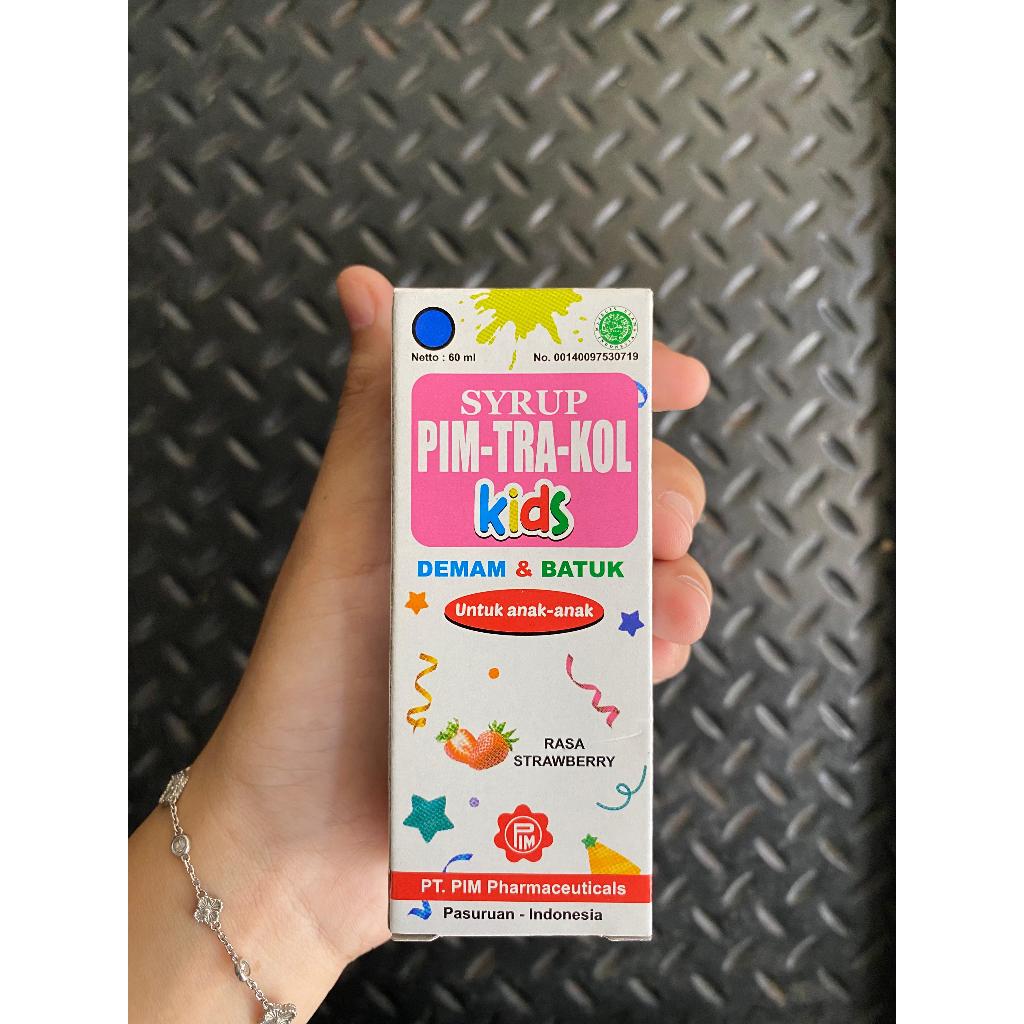 Netto : 60 ml
No. 00140097530719
SYRUP
PIM-TRA-KOL
kids
DEMAM & BATUK
Untuk anak-anak
RASA
STRAWBERRY
PIM
PT. PIM Pharmaceuticals
Pasuruan - Indonesia